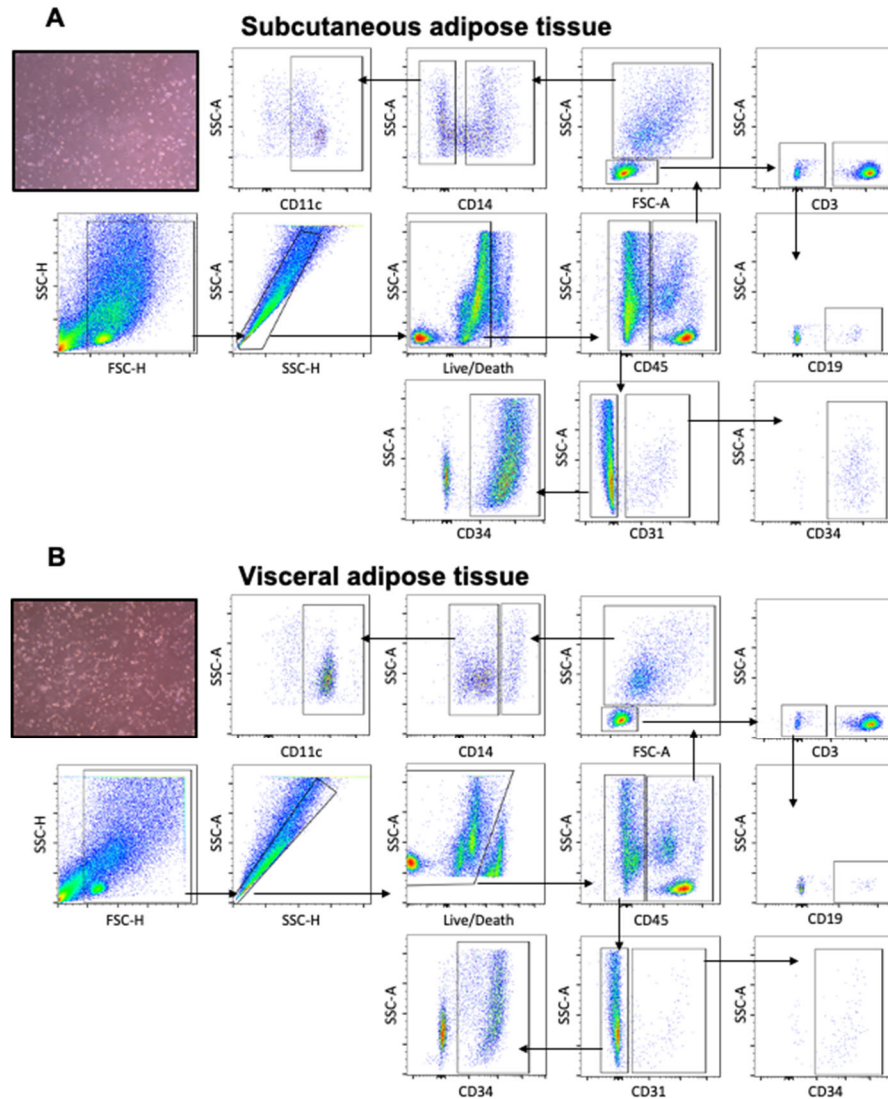 A
Subcutaneous adipose tissue
SSC-A
CD11c
SSC-A
CD14
SSC-A
FSC-A
SSC-A
CD3
SSC-H
FSC-H
SSC-A
SSC-H
SSC-A
Live/Death
SSC-A
CD45
SSC-A
CD19
SSC-A
CD34
SSC-A
CD31
SSC-A
CD34
B
Visceral adipose tissue
SSC-A
CD11c
SSC-A
CD14
SSC-A
FSC-A
SSC-A
CD3
SSC-H
FSC-H
SSC-A
SSC-H
SSC-A
Live/Death
SSC-A
CD45
SSC-A
CD19
SSC-A
CD34
SSC-A
CD31
SSC-A
CD34